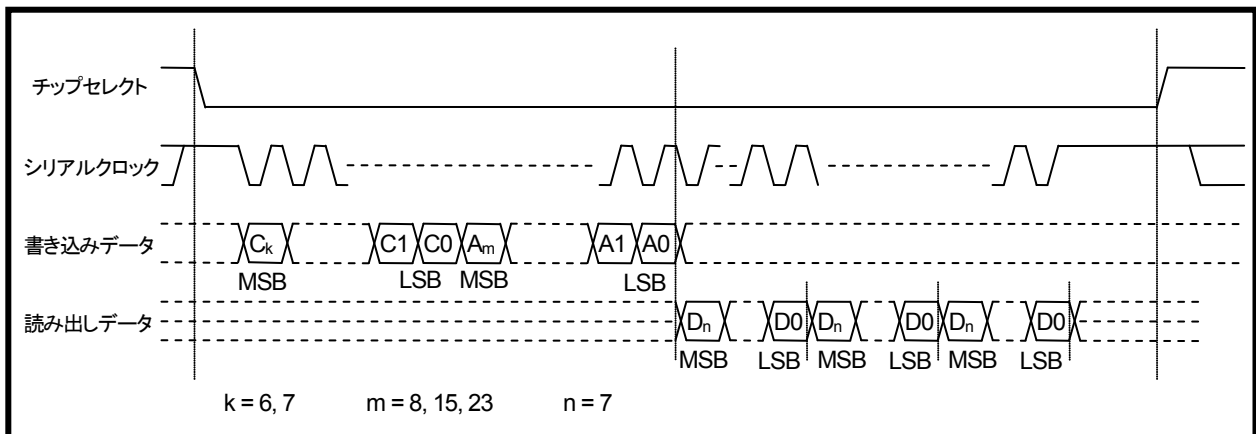 チップセレクト
シリアルクロック
書き込みデータ
Ck C1 C0 Am A1 A0
MSB LSB MSB LSB
読み出しデータ
Dn D0 Dn D0 Dn D0
MSB LSB MSB LSB MSB LSB
k = 6, 7 m = 8, 15, 23 n = 7